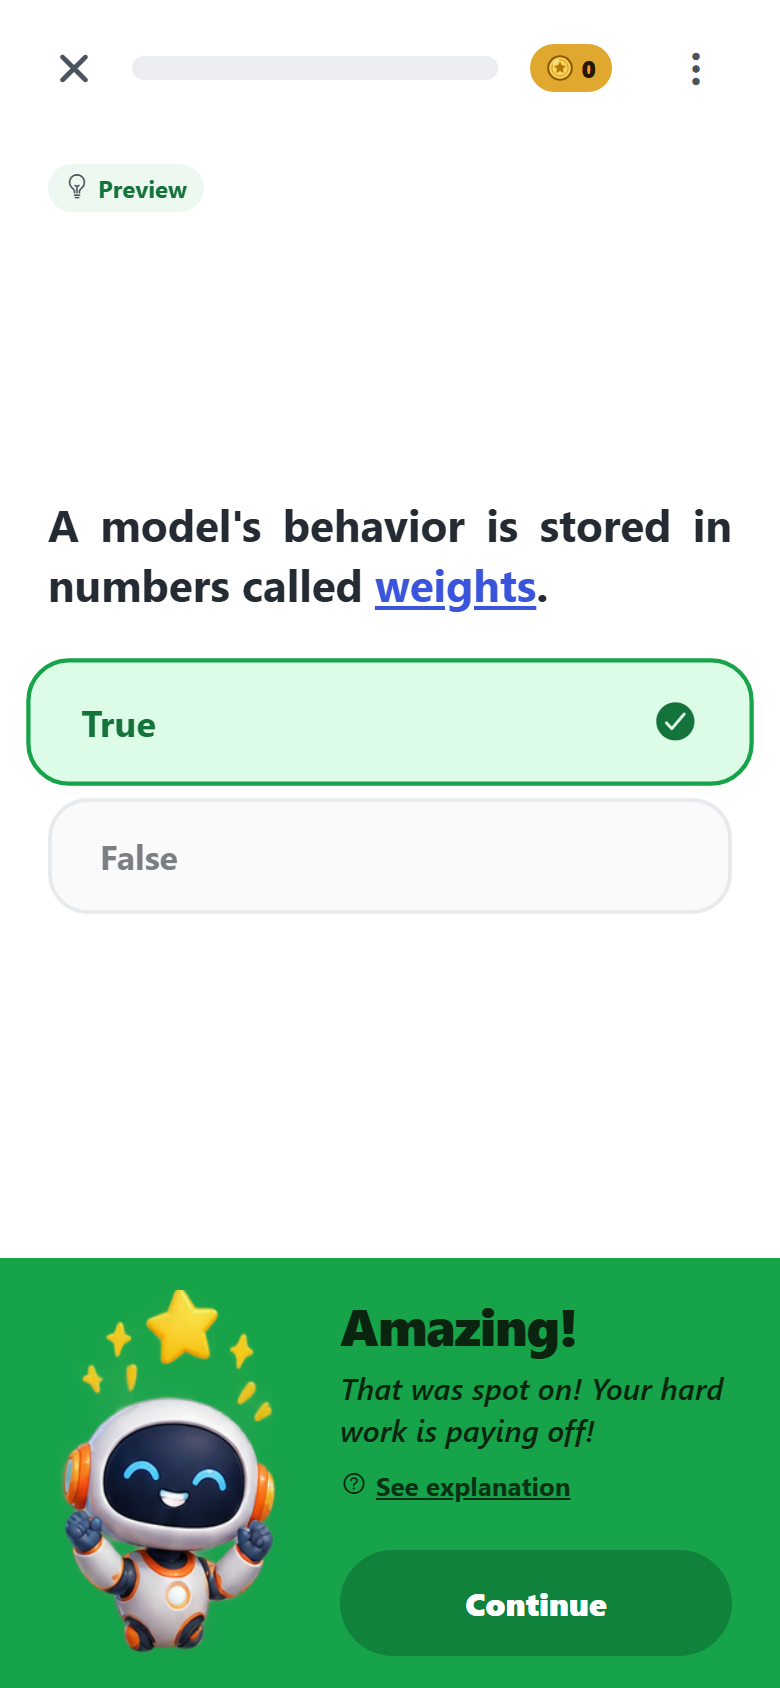 0
Preview
A model's behavior is stored in
numbers called weights.
True
False
Amazing!
That was spot on! Your hard
work is paying off!
See explanation
Continue